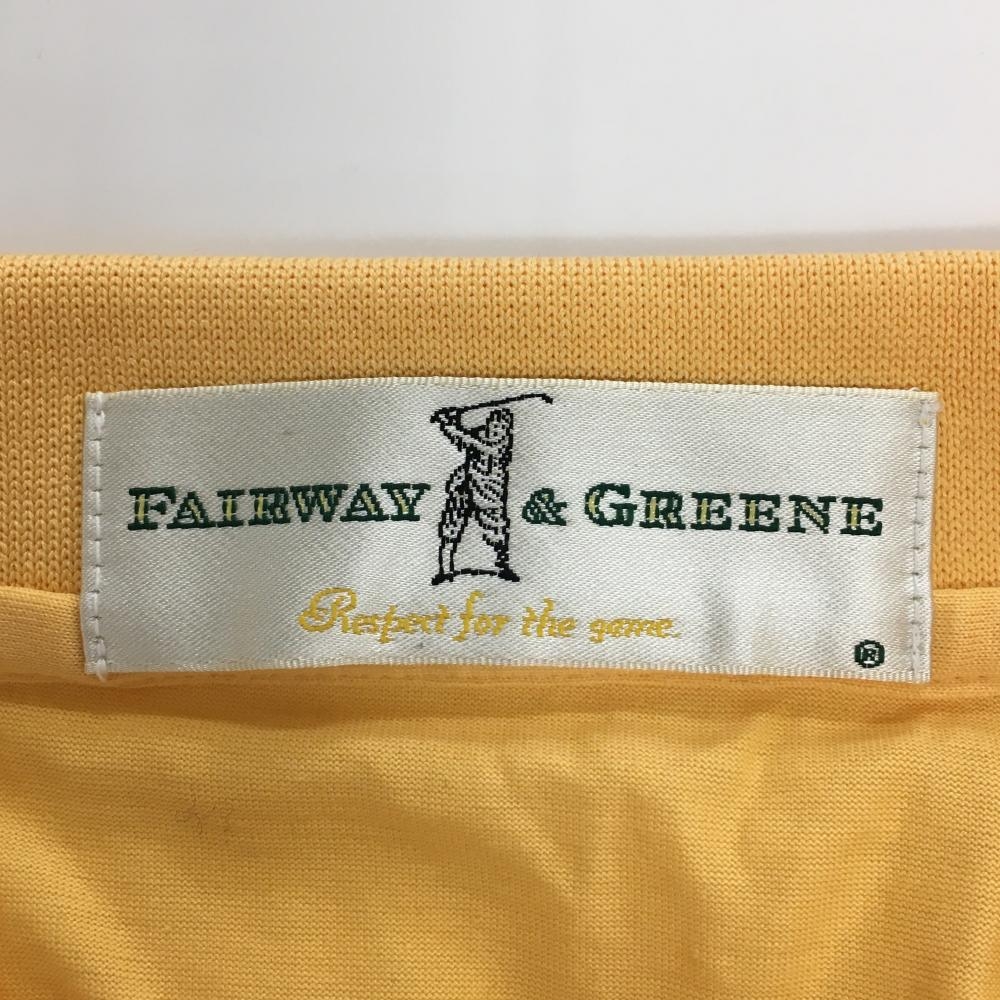 FAIRWAY & GREENE
Respect for the game.
®